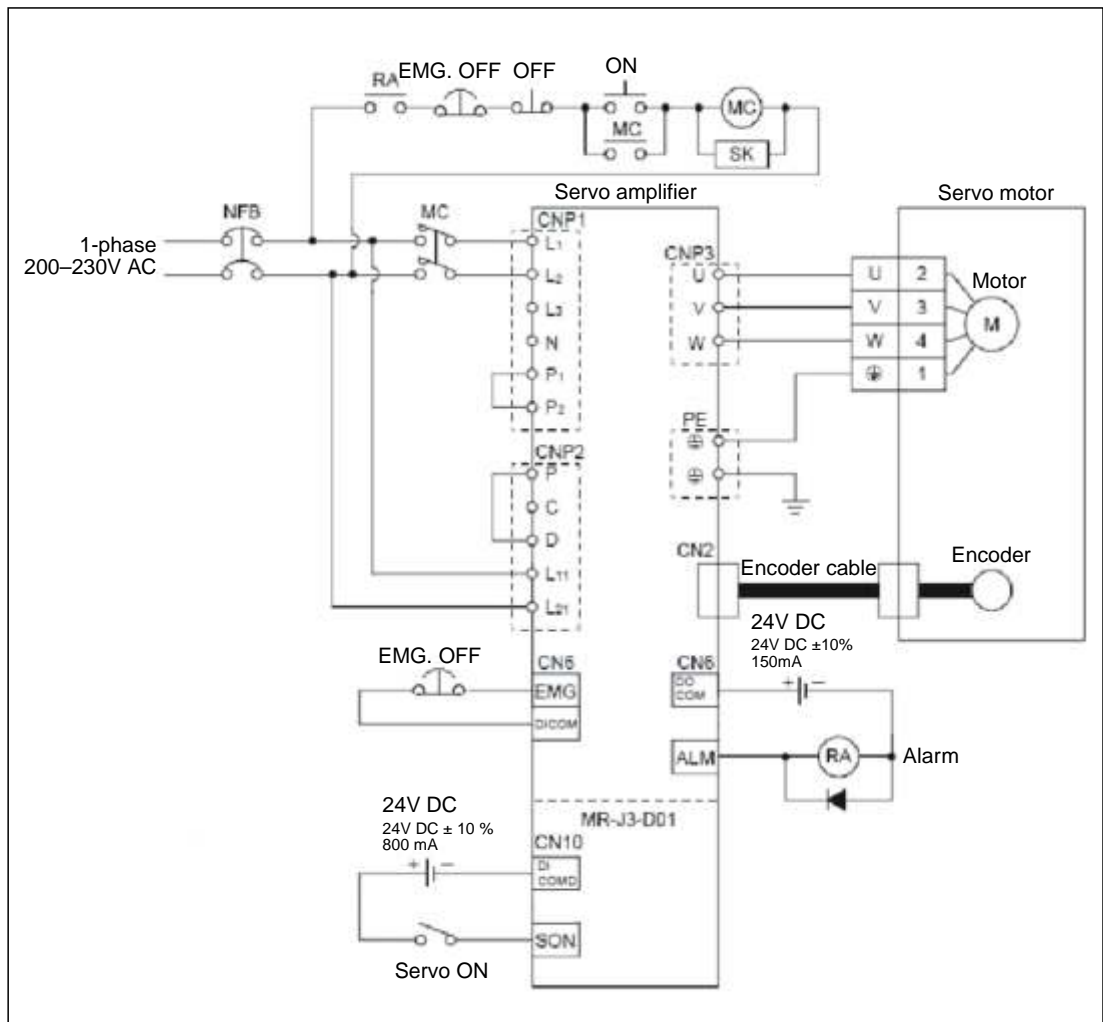 EMG. OFF OFF ON
RA
MC
MC
SK
Servo amplifier Servo motor
NFB MC CNP1
1-phase
200–230V AC
L1
CNP3
L2 U U 2 Motor
L3 V V 3
M
N W W 4
P1 1
P2 PE
CNP2
P
C
D CN2
Encoder cable Encoder
L11
L21 24V DC
24V DC ±10%
150mA
EMG. OFF CN6 CN6
+ −
EMG DO
COM
DICOM
ALM RA Alarm
24V DC MR-J3-D01
24V DC ± 10 %
800 mA
CN10
+ −
DI
COMD
SON
Servo ON